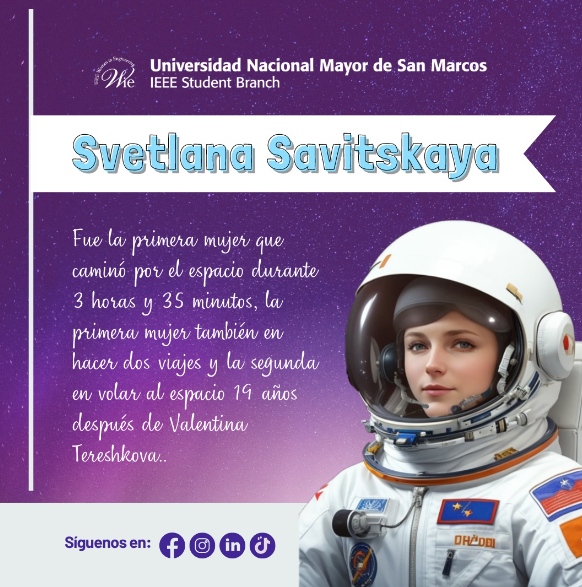 Wie
Universidad Nacional Mayor de San Marcos
IEEE Student Branch
Svetlana Savitskaya
Fue la primera mujer que
caminó por el espacio durante
3 horas y 35 minutos, la
primera mujer también en
hacer dos viajes y la segunda
en volar al espacio 19 años
después de Valentina
Tereshkova..
Síguenos en: